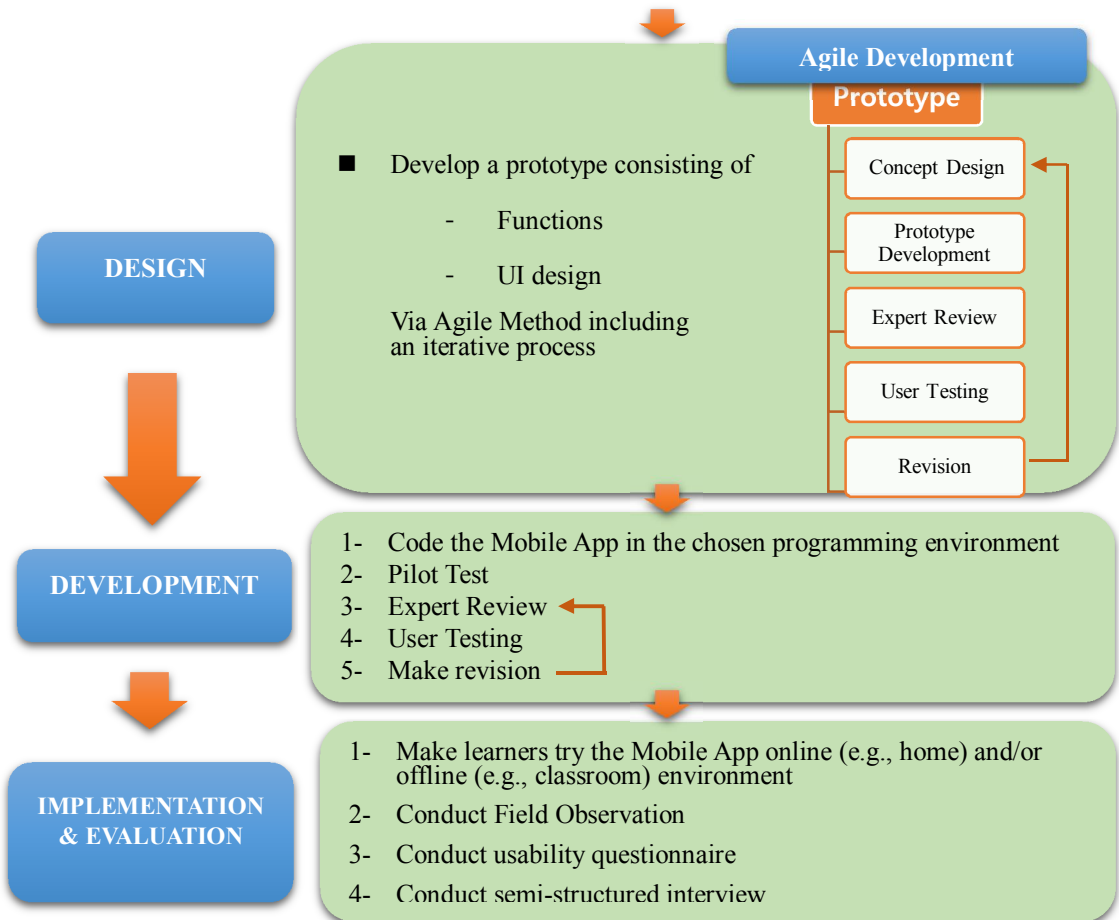 Agile Development
Prototype
■ Develop a prototype consisting of
- Functions
- UI design
Via Agile Method including
an iterative process
Concept Design
Prototype
Development
Expert Review
User Testing
Revision
DESIGN
1- Code the Mobile App in the chosen programming environment
2- Pilot Test
3- Expert Review
4- User Testing
5- Make revision
DEVELOPMENT
1- Make learners try the Mobile App online (e.g., home) and/or
offline (e.g., classroom) environment
2- Conduct Field Observation
3- Conduct usability questionnaire
4- Conduct semi-structured interview
IMPLEMENTATION
& EVALUATION